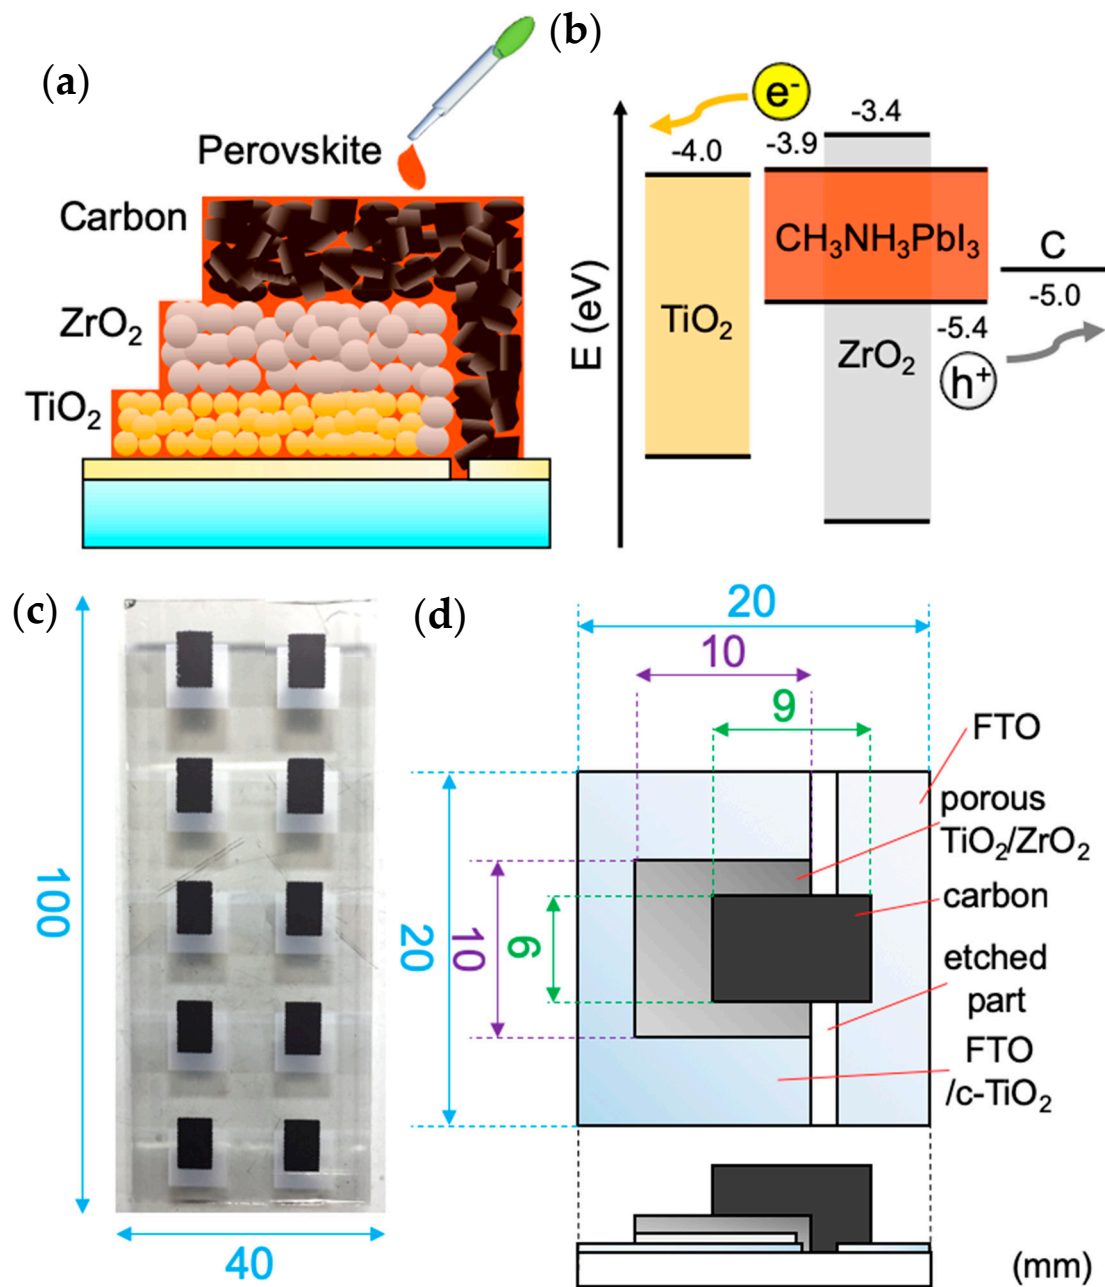 (a)
Perovskite
Carbon
ZrO₂
TiO₂
(b)
E (eV)
e⁻
-4.0
-3.9
-3.4
TiO₂
CH₃NH₃PbI₃
ZrO₂
C
-5.0
-5.4
h⁺
(c)
100
40
(d)
20
10
9
20
10
6
FTO
porous
TiO₂/ZrO₂
carbon
etched
part
FTO
/c-TiO₂
(mm)